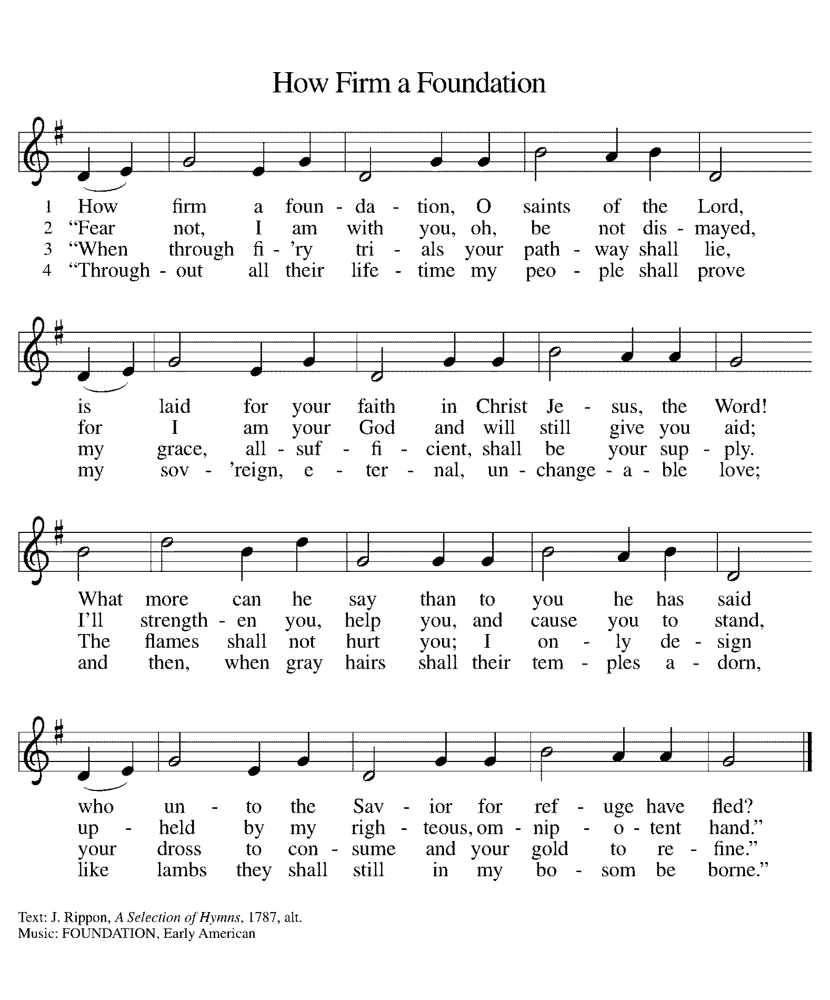 How Firm a Foundation
1 How firm a foun - da - tion, O saints of the Lord,
2 “Fear not, I am with you, oh, be not dis - mayed,
3 “When through fi - ’ry tri - als your path - way shall lie,
4 “Through - out all their life - time my peo - ple shall prove
is laid for your faith in Christ Je - sus, the Word!
for I am your God and will still give you aid;
my grace, all - suf - fi - cient, shall be your sup - ply.
my sov - ’reign, e - ter - nal, un - change - a - ble love;
What more can he say than to you he has said
I’ll strength - en you, help you, and cause you to stand,
The flames shall not hurt you; I on - ly de - sign
and then, when gray hairs shall their tem - ples a - dorn,
who un - to the Sav - ior for ref - uge have fled?
up - held by my righ - teous, om - nip - o - tent hand.”
your dross to con - sume and your gold to re - fine.”
like lambs they shall still in my bo - som be borne.”
Text: J. Rippon, A Selection of Hymns, 1787, alt.
Music: FOUNDATION, Early American